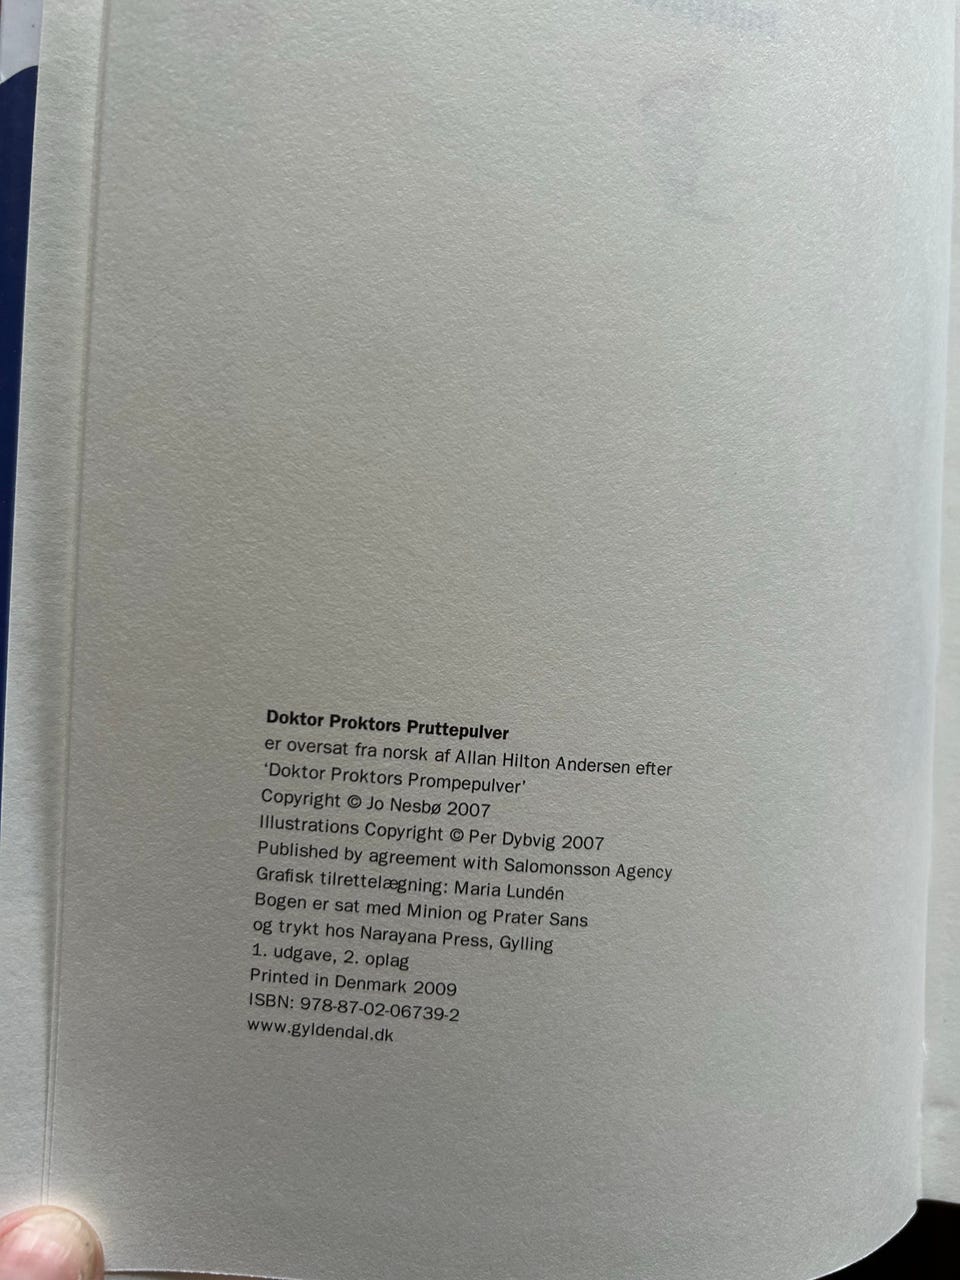 Doktor Proktors Pruttepulver
er oversat fra norsk af Allan Hilton Andersen efter
‘Doktor Proktors Prompepulver’
Copyright © Jo Nesbø 2007
Illustrations Copyright © Per Dybvig 2007
Published by agreement with Salomonsson Agency
Grafisk tilrettelægning: Maria Lundén
Bogen er sat med Minion og Prater Sans
og trykt hos Narayana Press, Gylling
1. udgave, 2. oplag
Printed in Denmark 2009
ISBN: 978-87-02-06739-2
www.gyldendal.dk